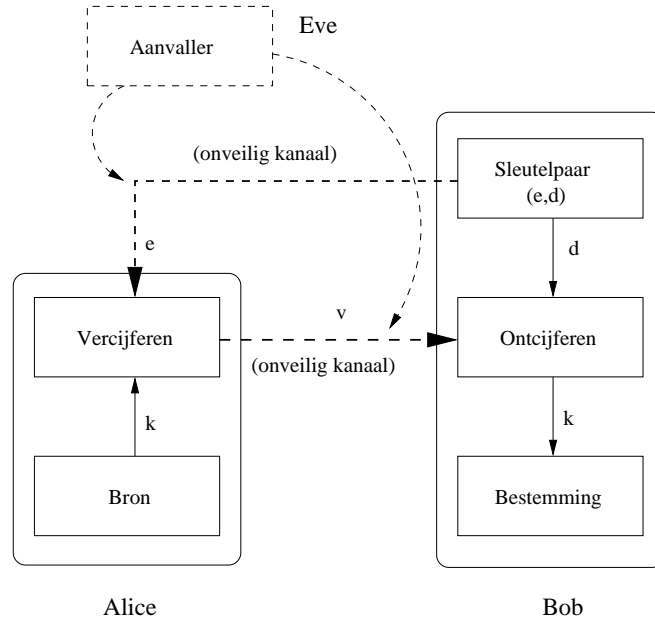 Eve
Aanvaller
(onveilig kanaal)
Sleutelpaar
(e,d)
e
d
Vercijferen
v
Ontcijferen
(onveilig kanaal)
k
k
Bron
Bestemming
Alice
Bob